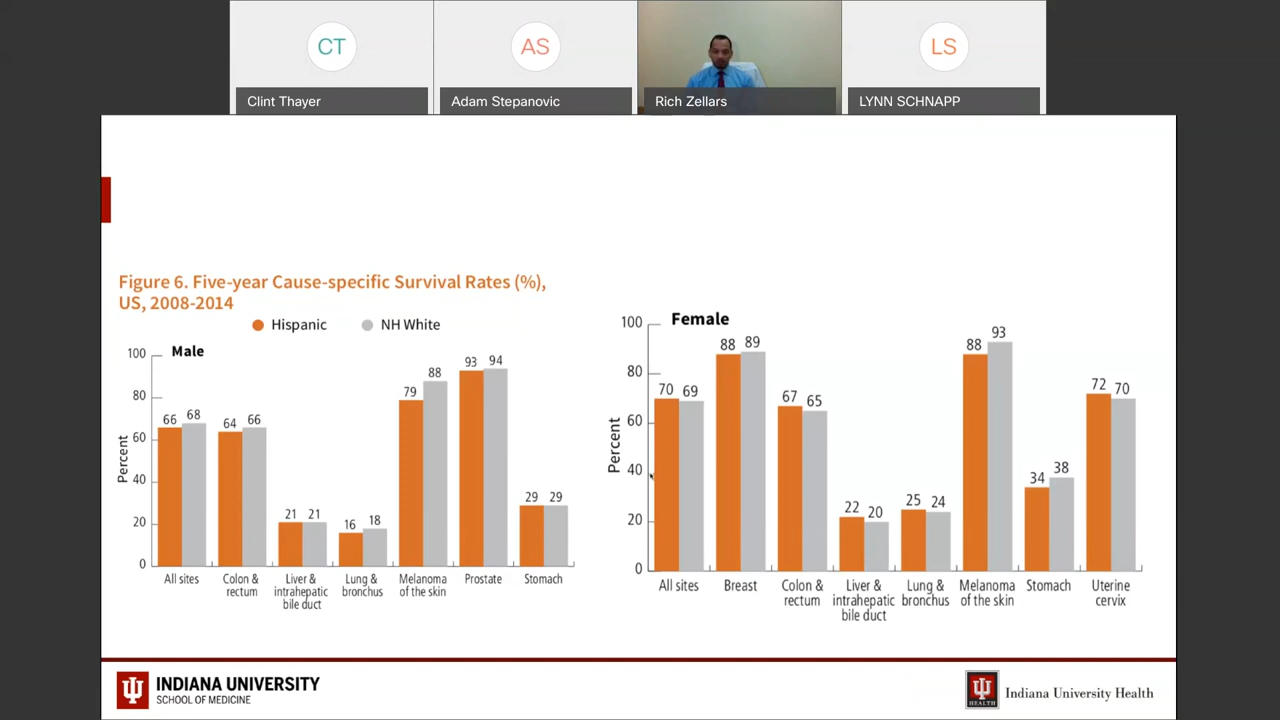 CT
AS
LS
Clint Thayer
Adam Stepanovic
Rich Zellars
LYNN SCHNAPP
Figure 6. Five-year Cause-specific Survival Rates (%),
US, 2008-2014
Hispanic
NH White
Male
Percent
100
80
60
40
20
0
66
68
64
66
21
21
16
18
79
88
93
94
29
29
All sites
Colon &
rectum
Liver &
intrahepatic
bile duct
Lung &
bronchus
Melanoma
of the skin
Prostate
Stomach
Female
Percent
100
80
60
40
20
0
70
69
88
89
67
65
22
20
25
24
88
93
34
38
72
70
All sites
Breast
Colon &
rectum
Liver &
intrahepatic
bile duct
Lung &
bronchus
Melanoma
of the skin
Stomach
Uterine
cervix
INDIANA UNIVERSITY
SCHOOL OF MEDICINE
HEALTH
Indiana University Health